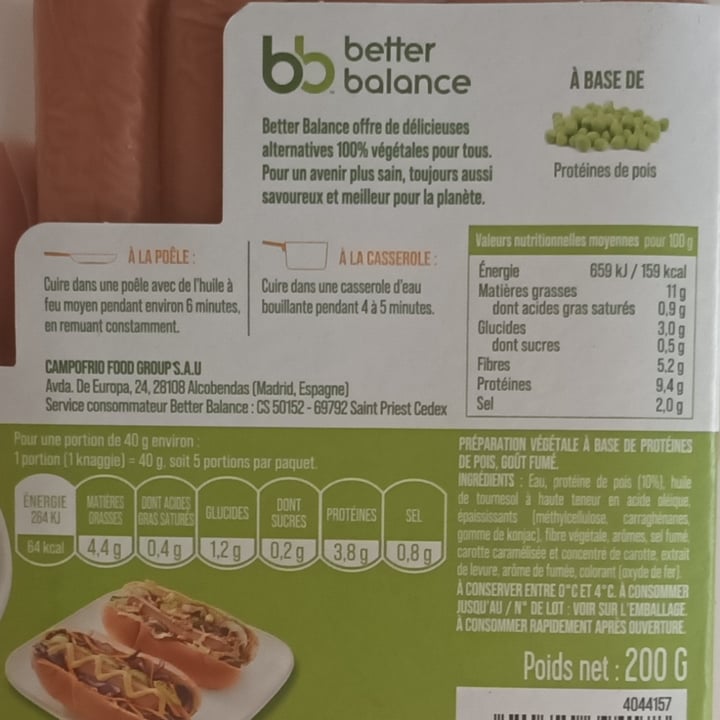 bb better
balance
Better Balance offre de délicieuses
alternatives 100% végétales pour tous.
Pour un avenir plus sain, toujours aussi
savoureux et meilleur pour la planète.
À BASE DE
Protéines de pois
À LA POÊLE :
Cuire dans une poêle avec de l'huile à
feu moyen pendant environ 6 minutes,
en remuant constamment.
À LA CASSEROLE :
Cuire dans une casserole d'eau
bouillante pendant 4 à 5 minutes.
CAMPOFRIO FOOD GROUP S.A.U
Avda. De Europa, 24, 28108 Alcobendas (Madrid, Espagne)
Service consommateur Better Balance : CS 50152 - 69792 Saint Priest Cedex
Valeurs nutritionnelles moyennes pour 100 g
Énergie 659 kJ / 159 kcal
Matières grasses 11 g
dont acides gras saturés 0,9 g
Glucides 3,0 g
dont sucres 0,5 g
Fibres 5,2 g
Protéines 9,4 g
Sel 2,0 g
Pour une portion de 40 g environ :
1 portion (1 knaggie) = 40 g, soit 5 portions par paquet.
ÉNERGIE
264 KJ
64 kcal
MATIÈRES
GRASSES
4,4 g
DONT ACIDES
GRAS SATURÉS
0,4 g
GLUCIDES
1,2 g
DONT
SUCRES
0,2 g
PROTÉINES
3,8 g
SEL
0,8 g
PRÉPARATION VÉGÉTALE À BASE DE PROTÉINES
DE POIS, GOÛT FUMÉ.
INGRÉDIENTS : Eau, protéine de pois (10%), huile
de tournesol à haute teneur en acide oléique,
épaississants (méthylcellulose, carraghénanes,
gomme de konjac), fibre végétale, arômes, sel fumé,
carotte caramélisée et concentré de carotte, extrait
de levure, arôme de fumée, colorant (oxyde de fer).
À CONSERVER ENTRE 0°C ET 4°C. À CONSOMMER
JUSQU'AU / N° DE LOT : VOIR SUR L'EMBALLAGE.
À CONSOMMER RAPIDEMENT APRÈS OUVERTURE.
Poids net : 200 G
4044157